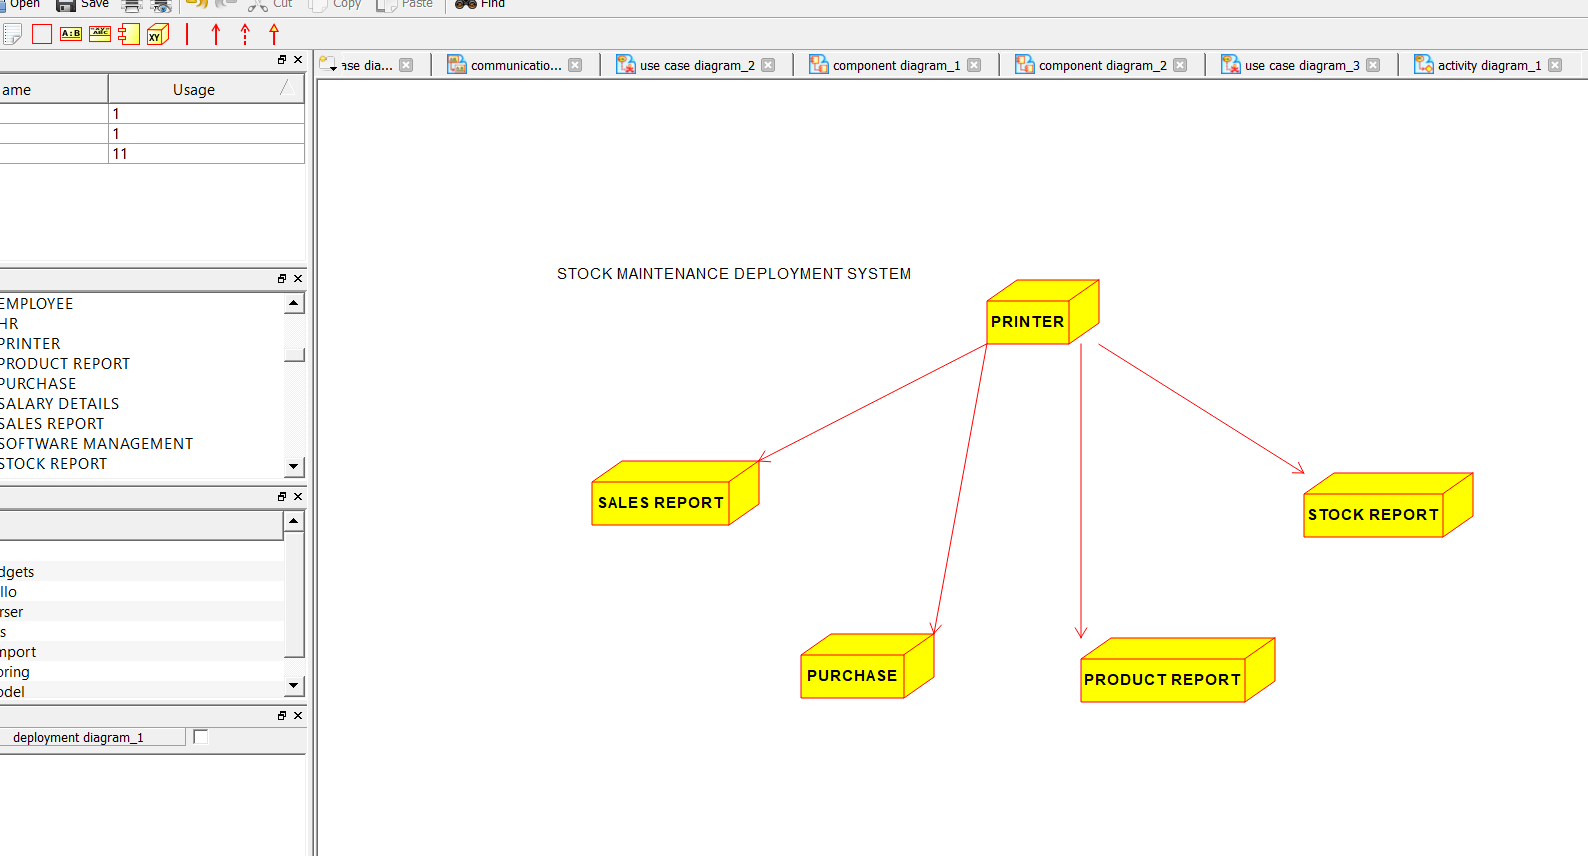 Open Save Cut Copy Paste Find
A:B ABC XY
ase dia... communicatio... use case diagram_2 component diagram_1 component diagram_2 use case diagram_3 activity diagram_1
ame Usage
1
1
11
EMPLOYEE
HR
PRINTER
PRODUCT REPORT
PURCHASE
SALARY DETAILS
SALES REPORT
SOFTWARE MANAGEMENT
STOCK REPORT
dgets
llo
rser
s
mport
oring
odel
deployment diagram_1
STOCK MAINTENANCE DEPLOYMENT SYSTEM
PRINTER
SALES REPORT
STOCK REPORT
PURCHASE
PRODUCT REPORT